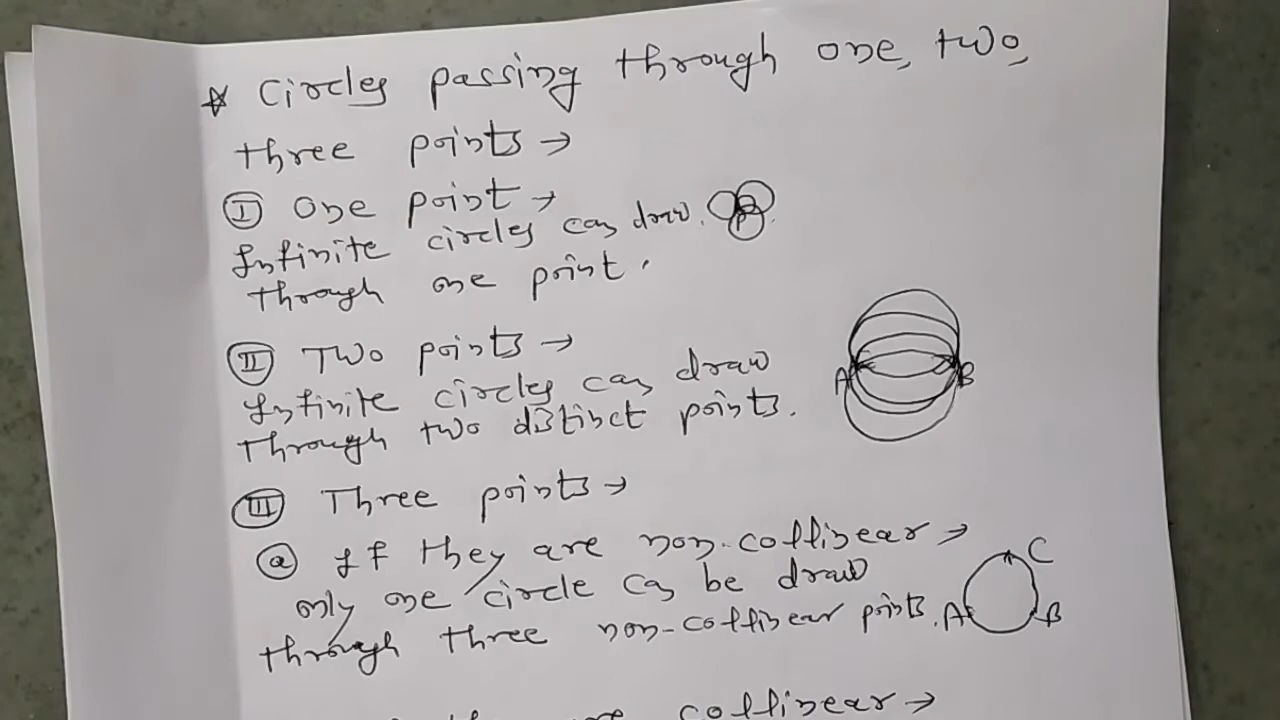 ☆ Circles passing through one, two,
three points →
Ⓘ One point →
Infinite circles can draw.
through one point.
P
Ⓘⓘ Two points →
Infinite circles can draw
through two distinct points.
A B
ⓘⓘⓘ Three points →
ⓐ If they are non-collinear →
only one circle can be draw
through three non-collinear points.
C
A B
collinear →